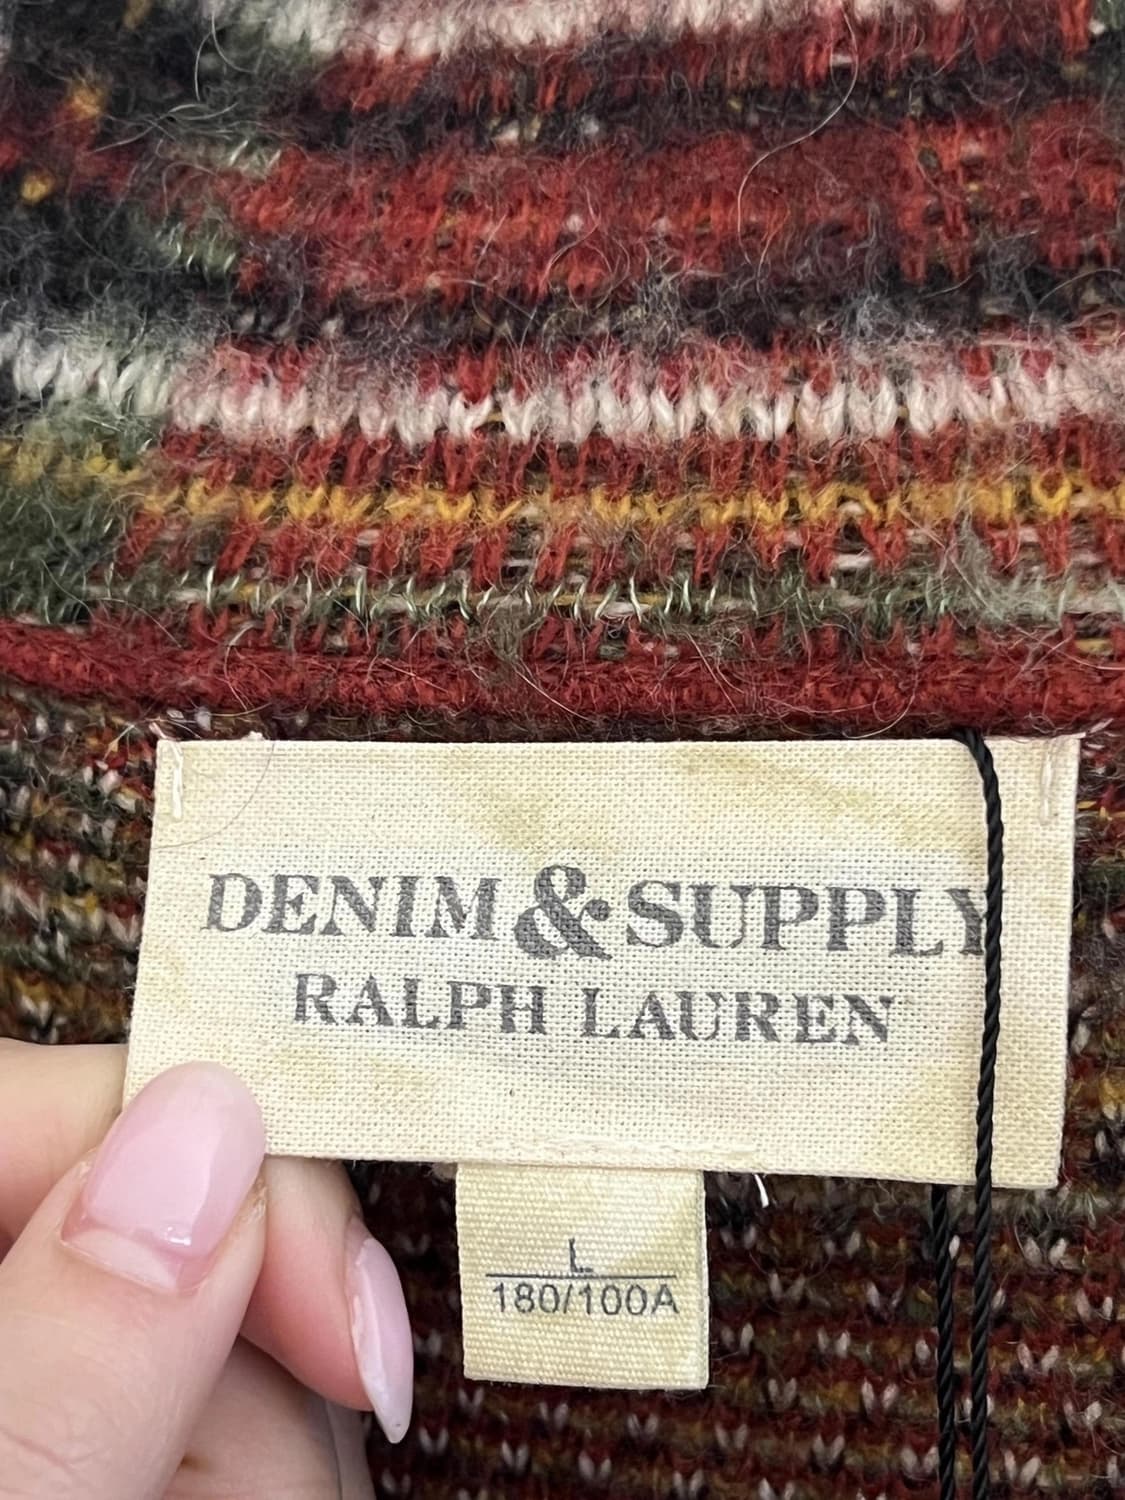 DENIM & SUPPLY
RALPH LAUREN
L
180/100A